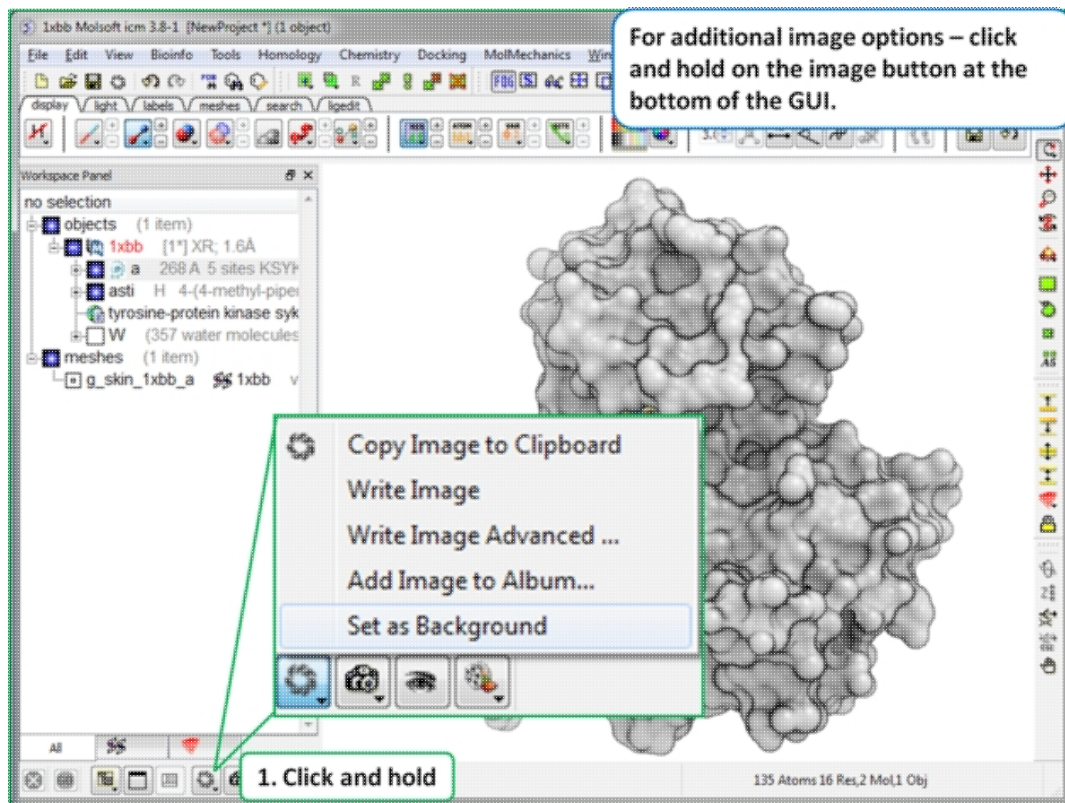 1xbb Molsoft icm 3.8-1 [NewProject *] (1 object)
File Edit View Bioinfo Tools Homology Chemistry Docking MolMechanics
For additional image options – click
and hold on the image button at the
bottom of the GUI.
display light labels meshes search ligedit
Workspace Panel
no selection
objects (1 item)
1xbb [1*] XR; 1.6Å
a 268 A 5 sites
asti H
tyrosine-protein kinase syk
W (357 water molecules
meshes (1 item)
g_skin_1xbb_a 1xbb
Copy Image to Clipboard
Write Image
Write Image Advanced ...
Add Image to Album...
Set as Background
All
1. Click and hold
135 Atoms 16 Res,2 Mol,1 Obj